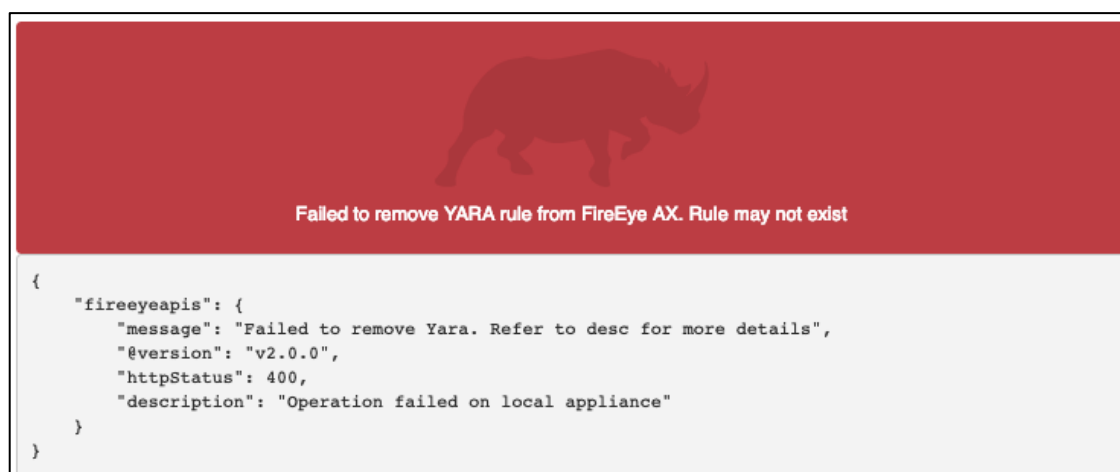 Failed to remove YARA rule from FireEye AX. Rule may not exist
{
    "fireeyeapis": {
        "message": "Failed to remove Yara. Refer to desc for more details",
        "@version": "v2.0.0",
        "httpStatus": 400,
        "description": "Operation failed on local appliance"
    }
}